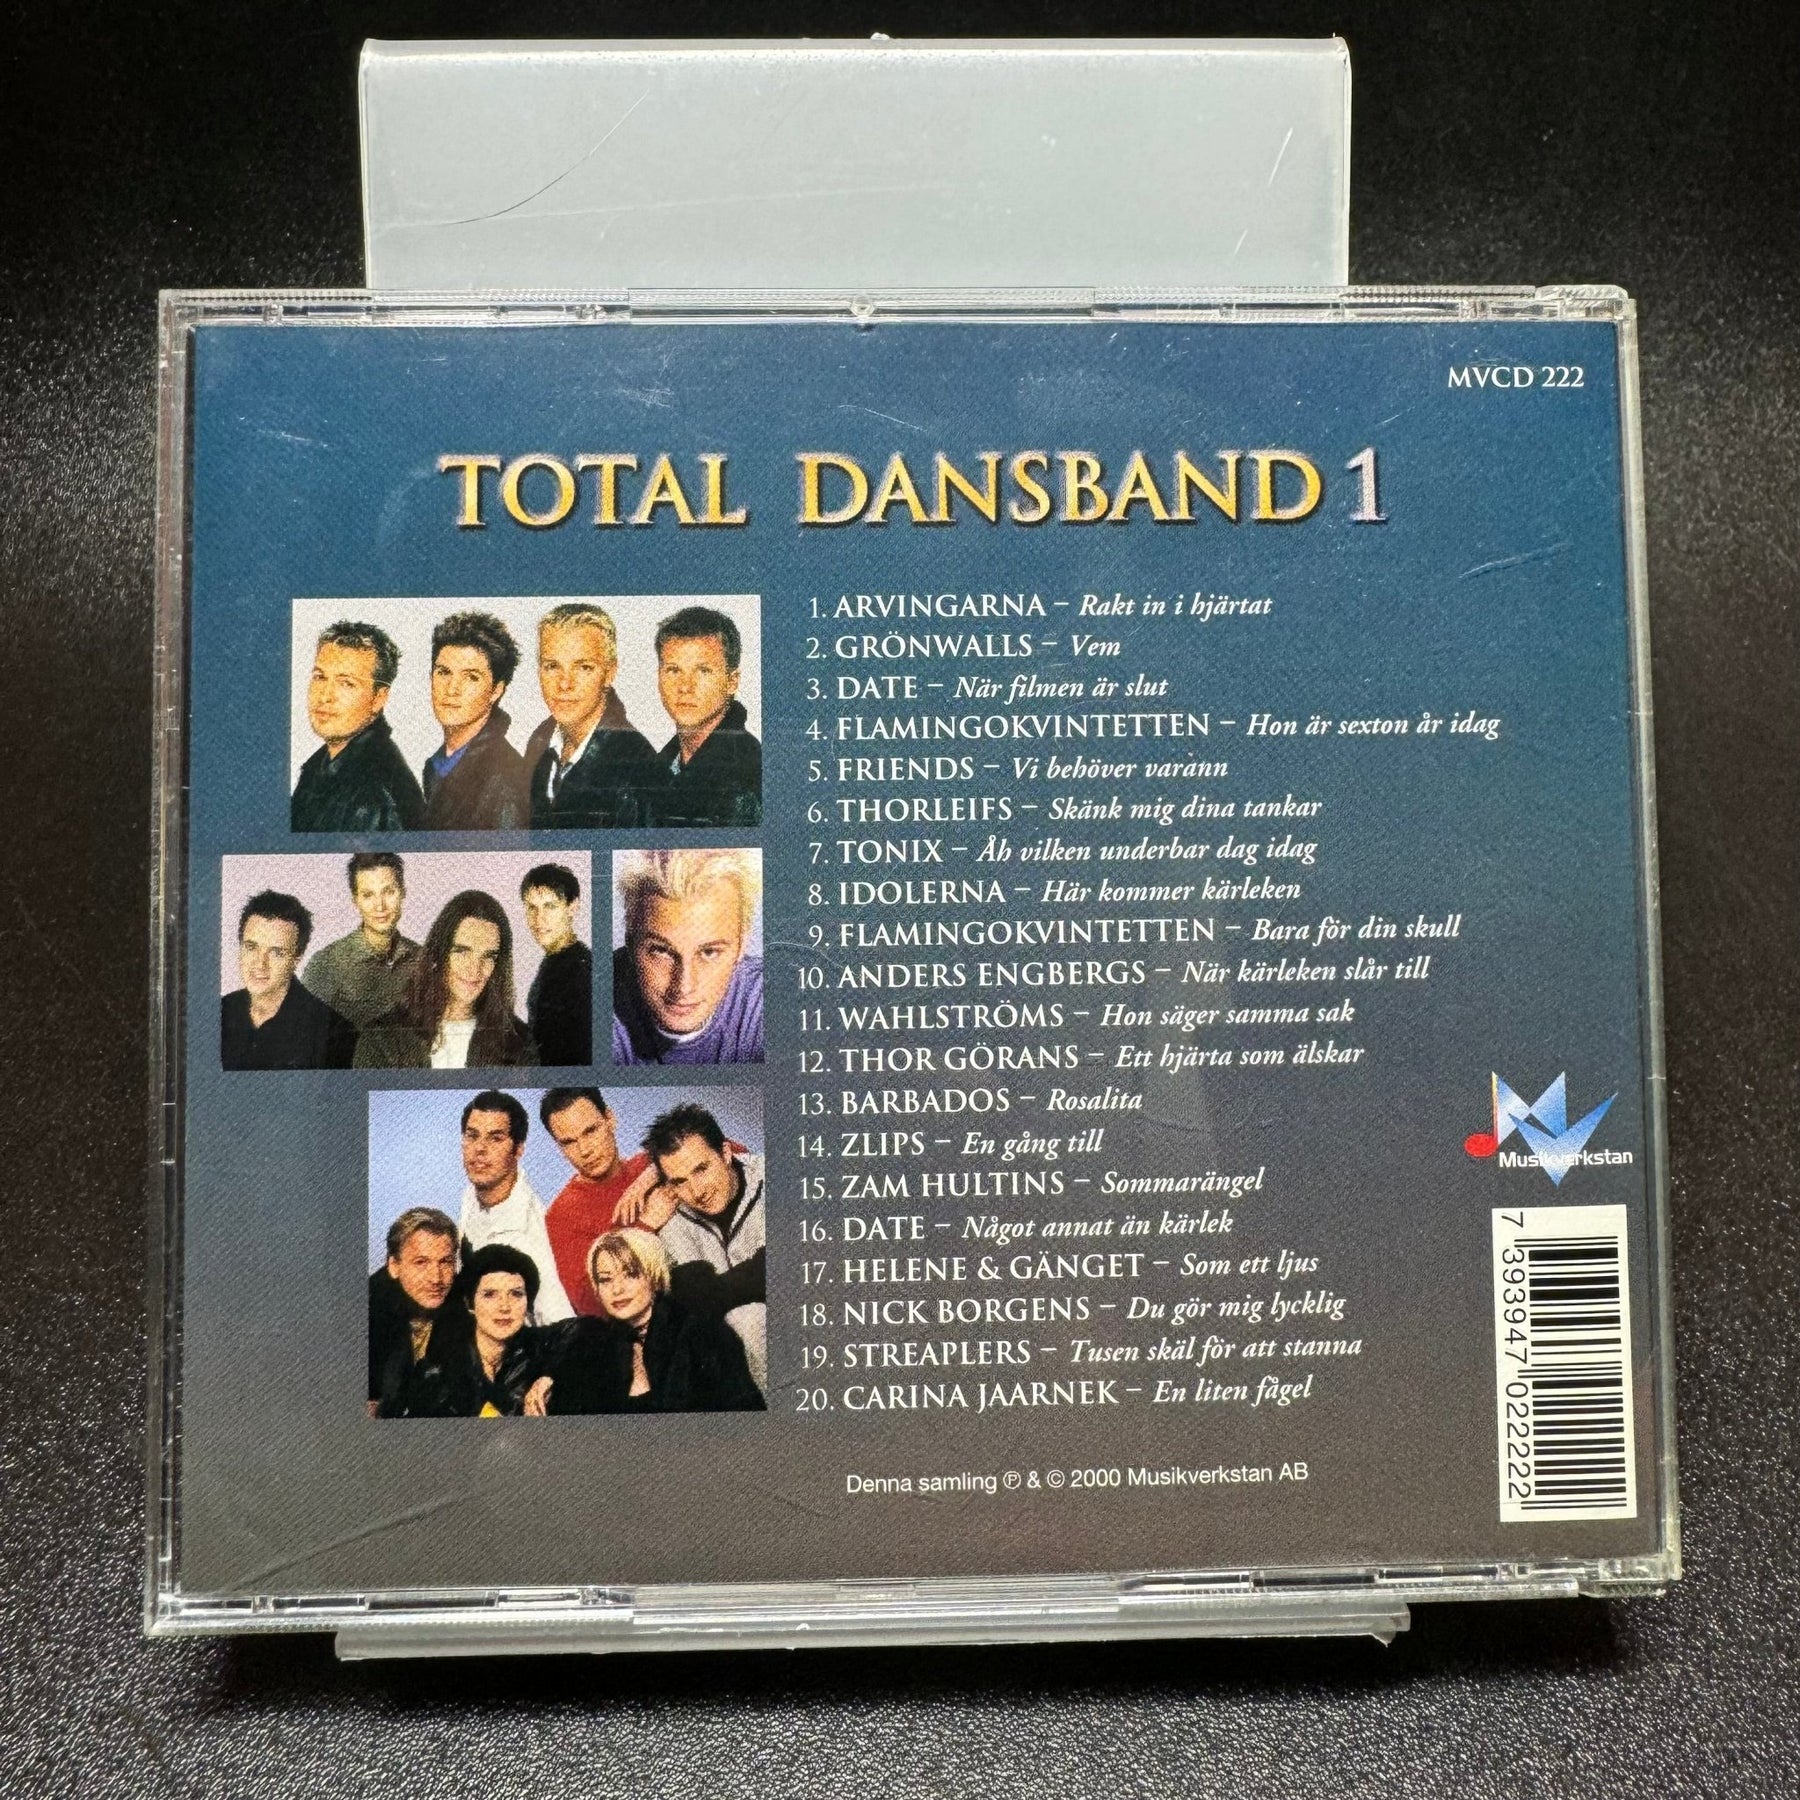 MVCD 222
TOTAL DANSBAND 1
1. ARVINGARNA – Rakt in i hjärtat
2. GRÖNWALLS – Vem
3. DATE – När filmen är slut
4. FLAMINGOKVINTETTEN – Hon är sexton år idag
5. FRIENDS – Vi behöver varann
6. THORLEIFS – Skänk mig dina tankar
7. TONIX – Åh vilken underbar dag idag
8. IDOLERNA – Här kommer kärleken
9. FLAMINGOKVINTETTEN – Bara för din skull
10. ANDERS ENGBERGS – När kärleken slår till
11. WAHLSTRÖMS – Hon säger samma sak
12. THOR GÖRANS – Ett hjärta som älskar
13. BARBADOS – Rosalita
14. ZLIPS – En gång till
15. ZAM HULTINS – Sommarängel
16. DATE – Något annat än kärlek
17. HELENE & GÄNGET – Som ett ljus
18. NICK BORGENS – Du gör mig lycklig
19. STREAPLERS – Tusen skäl för att stanna
20. CARINA JAARNEK – En liten fågel
Musikverkstan
7 393947 022222
Denna samling ℗ & © 2000 Musikverkstan AB